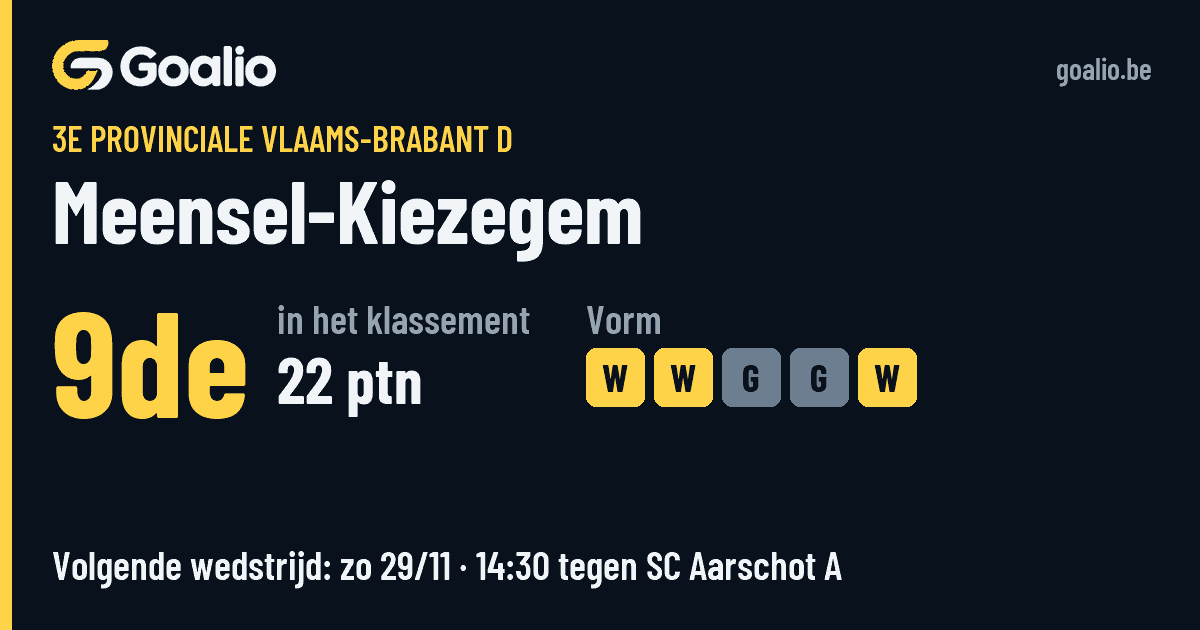 Goalio
goalio.be
3E PROVINCIALE VLAAMS-BRABANT D
Meensel-Kiezegem
9de
in het klassement
22 ptn
Vorm
W W G G W
Volgende wedstrijd: zo 29/11 · 14:30 tegen SC Aarschot A